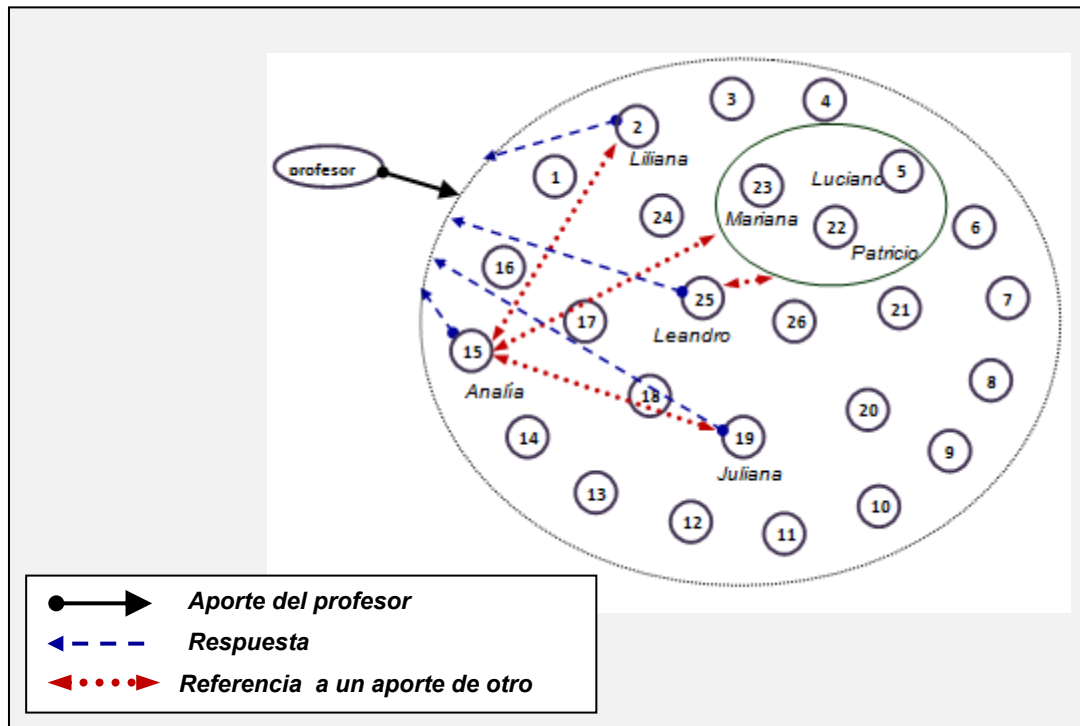 3
4
2
profesor
Liliana
1
Luciano
5
23
24
Mariana
22
6
Patricio
16
25
7
17
Leandro
26
21
15
Analía
8
18
20
14
19
9
Juliana
13
10
12
11
Aporte del profesor
Respuesta
Referencia a un aporte de otro